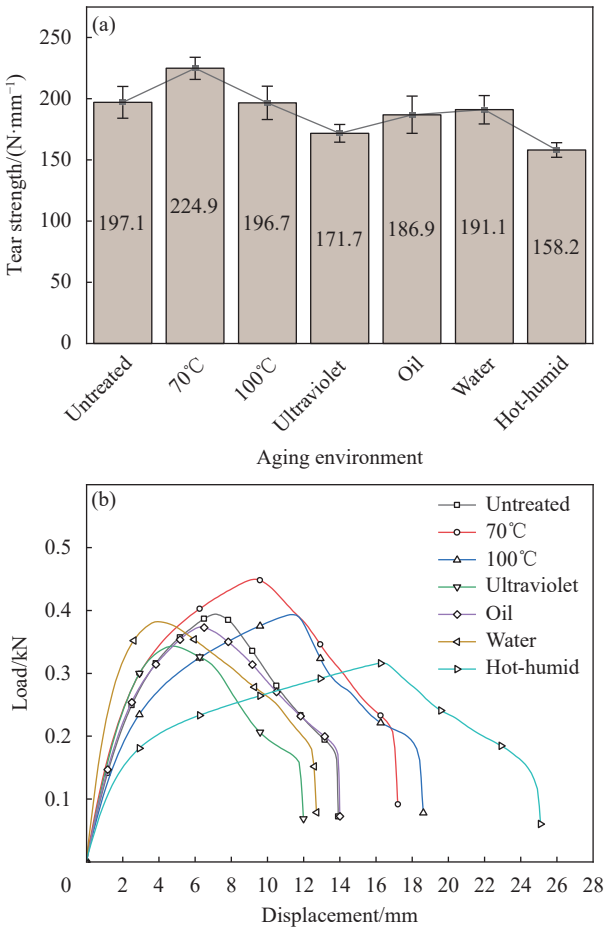 (a)
250
200
150
100
50
0
Tear strength/(N·mm⁻¹)
197.1
224.9
196.7
171.7
186.9
191.1
158.2
Untreated
70℃
100℃
Ultraviolet
Oil
Water
Hot-humid
Aging environment
(b)
Untreated
70℃
100℃
Ultraviolet
Oil
Water
Hot-humid
0.5
0.4
0.3
0.2
0.1
Load/kN
0 2 4 6 8 10 12 14 16 18 20 22 24 26 28
Displacement/mm